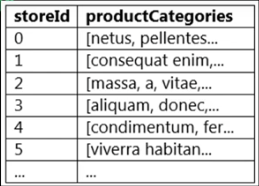 storeId productCategories
0 [netus, pellentes...
1 [consequat enim,...
2 [massa, a, vitae,...
3 [aliquam, donec,...
4 [condimentum, fer...
5 [viverra habitan...
... ...